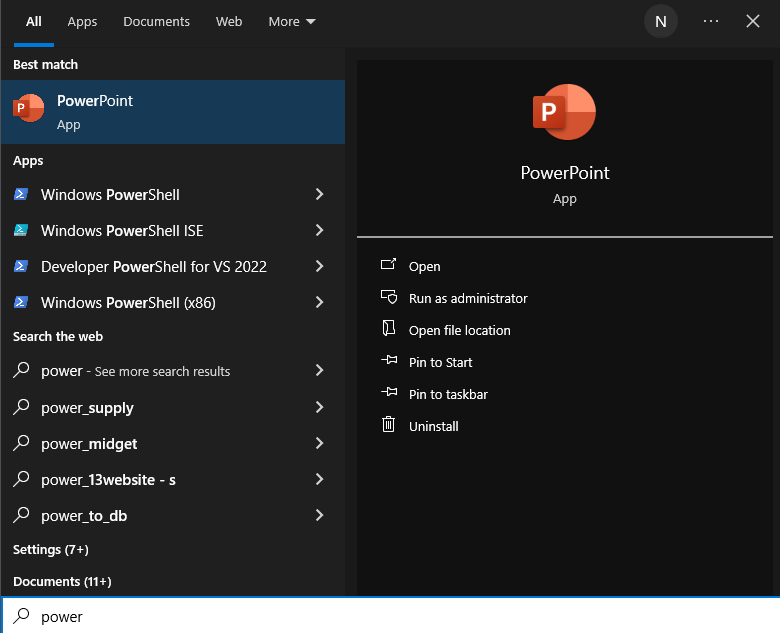 All Apps Documents Web More N ...
Best match
PowerPoint
App
Apps
Windows PowerShell
Windows PowerShell ISE
Developer PowerShell for VS 2022
Windows PowerShell (x86)
Search the web
power - See more search results
power_supply
power_midget
power_13website - s
power_to_db
Settings (7+)
Documents (11+)
power
P
PowerPoint
App
Open
Run as administrator
Open file location
Pin to Start
Pin to taskbar
Uninstall